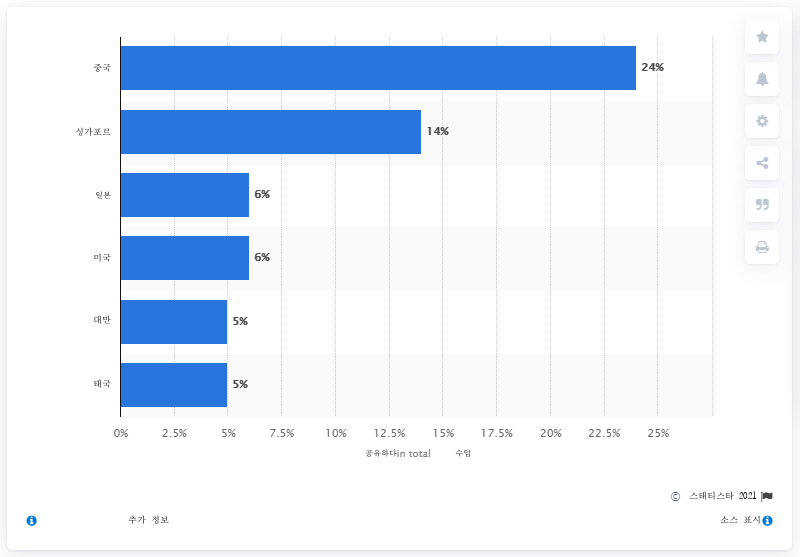 중국
24%
싱가포르
14%
일본
6%
미국
6%
대만
5%
태국
5%
0% 2.5% 5% 7.5% 10% 12.5% 15% 17.5% 20% 22.5% 25%
공유하다in total 수입
© 스태티스타 2021
추가 정보
소스 표시